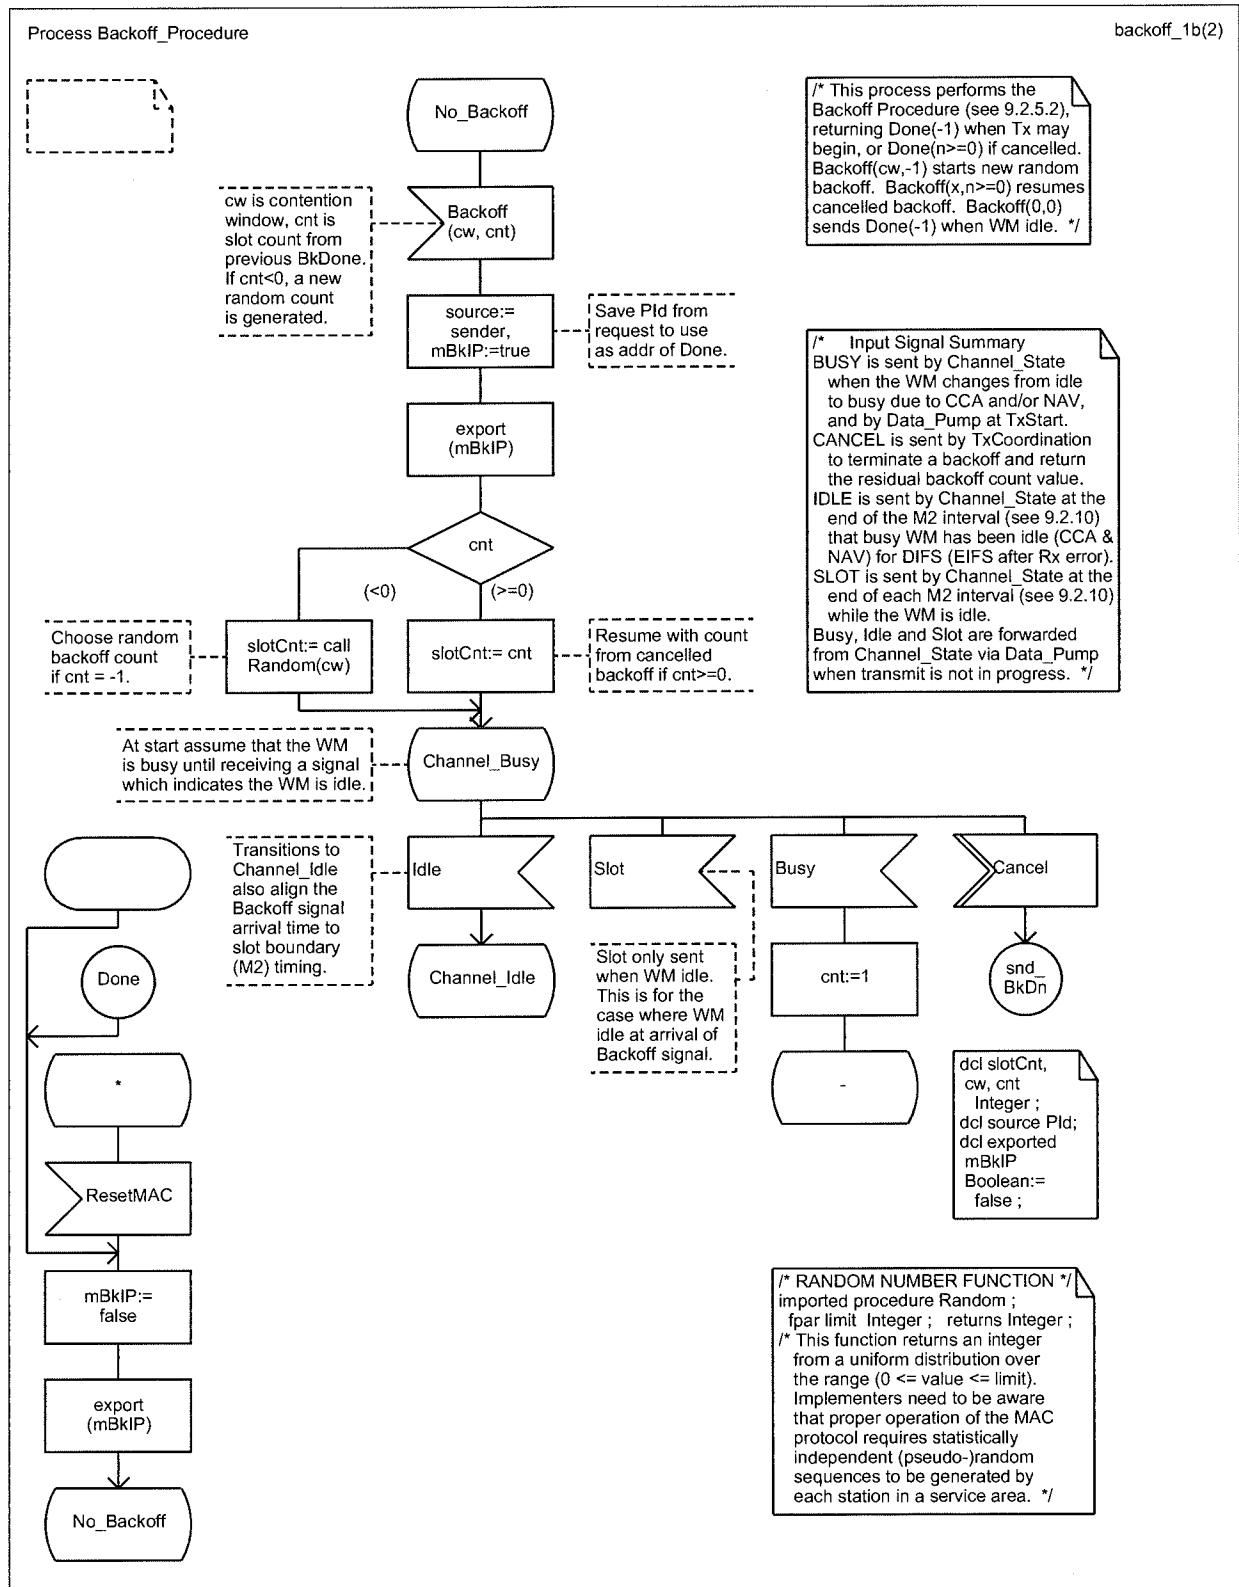 Process Backoff_Procedure
backoff_1b(2)
No_Backoff
/* This process performs the
Backoff Procedure (see 9.2.5.2),
returning Done(-1) when Tx may
begin, or Done(n>=0) if cancelled.
Backoff(cw,-1) starts new random
backoff. Backoff(x,n>=0) resumes
cancelled backoff. Backoff(0,0)
sends Done(-1) when WM idle. */
cw is contention
window, cnt is
slot count from
previous BkDone.
If cnt<0, a new
random count
is generated.
Backoff
(cw, cnt)
source:=
sender,
mBkIP:=true
Save PId from
request to use
as addr of Done.
/* Input Signal Summary
BUSY is sent by Channel_State
when the WM changes from idle
to busy due to CCA and/or NAV,
and by Data_Pump at TxStart.
CANCEL is sent by TxCoordination
to terminate a backoff and return
the residual backoff count value.
IDLE is sent by Channel_State at the
end of the M2 interval (see 9.2.10)
that busy WM has been idle (CCA &
NAV) for DIFS (EIFS after Rx error).
SLOT is sent by Channel_State at the
end of each M2 interval (see 9.2.10)
while the WM is idle.
Busy, Idle and Slot are forwarded
from Channel_State via Data_Pump
when transmit is not in progress. */
export
(mBkIP)
cnt
(<0)
(>=0)
Choose random
backoff count
if cnt = -1.
slotCnt:= call
Random(cw)
slotCnt:= cnt
Resume with count
from cancelled
backoff if cnt>=0.
At start assume that the WM
is busy until receiving a signal
which indicates the WM is idle.
Channel_Busy
Transitions to
Channel_Idle
also align the
Backoff signal
arrival time to
slot boundary
(M2) timing.
Idle
Slot
Busy
Cancel
Channel_Idle
Slot only sent
when WM idle.
This is for the
case where WM
idle at arrival of
Backoff signal.
cnt:=1
snd_
BkDn
-
Done
*
ResetMAC
mBkIP:=
false
export
(mBkIP)
No_Backoff
dcl slotCnt,
cw, cnt
Integer ;
dcl source PId;
dcl exported
mBkIP
Boolean:=
false ;
/* RANDOM NUMBER FUNCTION */
imported procedure Random ;
fpar limit Integer ; returns Integer ;
/* This function returns an integer
from a uniform distribution over
the range (0 <= value <= limit).
Implementers need to be aware
that proper operation of the MAC
protocol requires statistically
independent (pseudo-)random
sequences to be generated by
each station in a service area. */